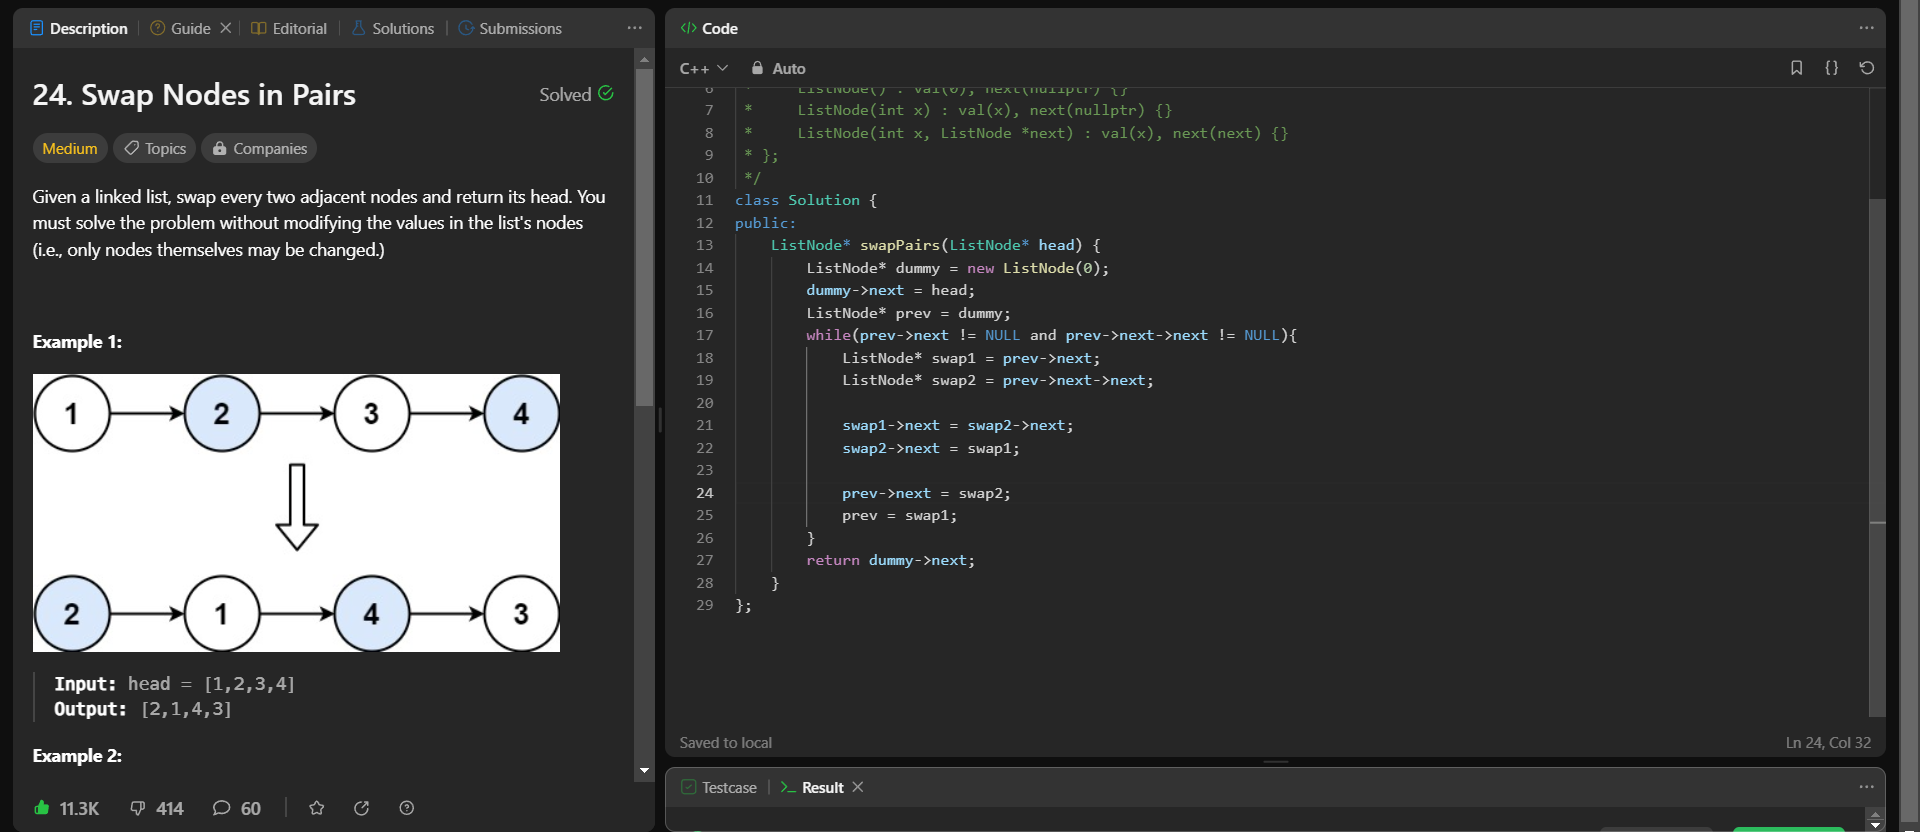 Description
Guide
Editorial
Solutions
Submissions
24. Swap Nodes in Pairs
Solved
Medium
Topics
Companies
Given a linked list, swap every two adjacent nodes and return its head. You
must solve the problem without modifying the values in the list's nodes
(i.e., only nodes themselves may be changed.)
Example 1:
1 2 3 4
2 1 4 3
Input: head = [1,2,3,4]
Output: [2,1,4,3]
Example 2:
11.3K 414 60
</> Code
C++ Auto
6 * ListNode() : val(0), next(nullptr) {}
7 * ListNode(int x) : val(x), next(nullptr) {}
8 * ListNode(int x, ListNode *next) : val(x), next(next) {}
9 * };
10 */
11 class Solution {
12 public:
13 ListNode* swapPairs(ListNode* head) {
14 ListNode* dummy = new ListNode(0);
15 dummy->next = head;
16 ListNode* prev = dummy;
17 while(prev->next != NULL and prev->next->next != NULL){
18 ListNode* swap1 = prev->next;
19 ListNode* swap2 = prev->next->next;
20
21 swap1->next = swap2->next;
22 swap2->next = swap1;
23
24 prev->next = swap2;
25 prev = swap1;
26 }
27 return dummy->next;
28 }
29 };
Saved to local
Ln 24, Col 32
Testcase
>_ Result